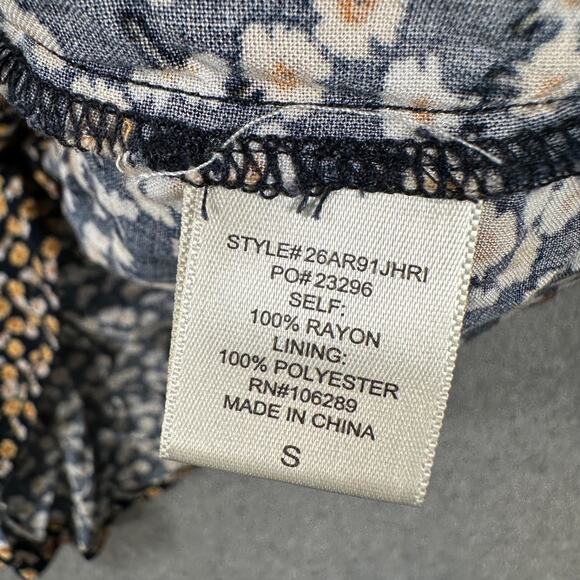 STYLE# 26AR91JHRI
PO# 23296
SELF:
100% RAYON
LINING:
100% POLYESTER
RN#106289
MADE IN CHINA
S